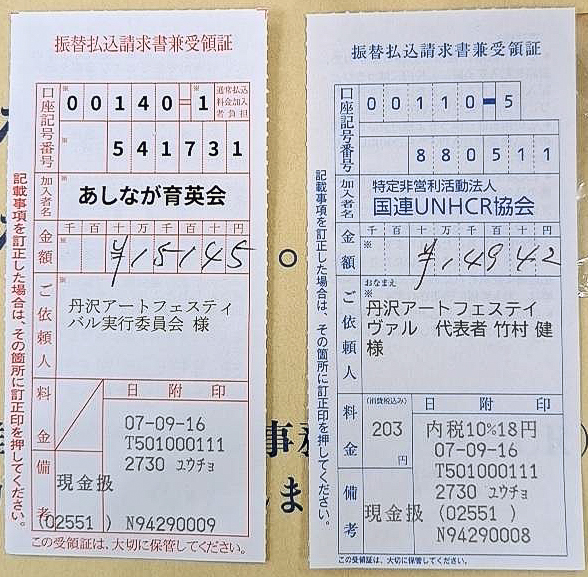 振替払込請求書兼受領証
口座記号番号
00140-1
通常払込
料金加入
者負担
541731
加入者名
あしなが育英会
金額
千 百 十 万 千 百 十 円
¥15145
ご依頼人
丹沢アートフェスティ
バル実行委員会 様
料金
日 附 印
07-09-16
T501000111
2730 ユウチョ
備考
現金扱
(02551 ) N94290009
記載事項を訂正した場合は、その箇所に訂正印を押してください。
この受領証は、大切に保管してください。
振替払込請求書兼受領証
口座記号番号
00110-5
880511
加入者名
特定非営利活動法人
国連UNHCR協会
金額
千 百 十 万 千 百 十 円
¥14942
ご依頼人
おなまえ
丹沢アートフェステイ
ヴァル 代表者 竹村 健
様
料金
(消費税込み)
203
円
日 附 印
内税10%18円
07-09-16
T501000111
2730 ユウチョ
備考
現金扱 (02551 )
N94290008
記載事項を訂正した場合は、その箇所に訂正印を押してください。
この受領証は、大切に保管してください。